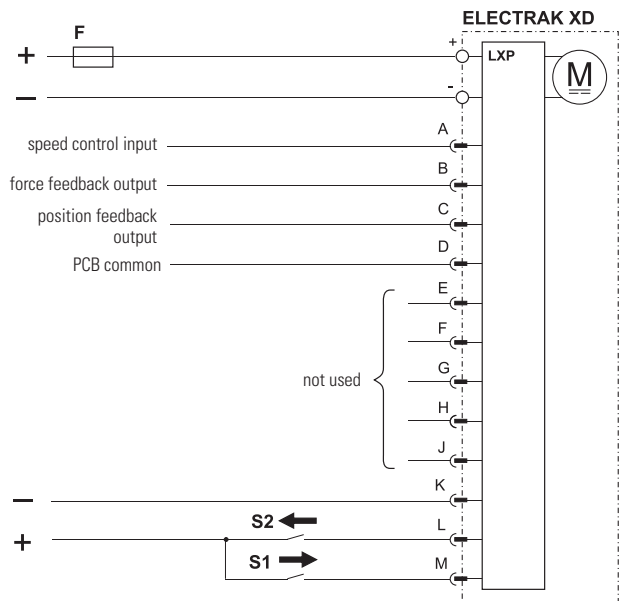 ELECTRAK XD
F
+
+
LXP
M
−
-
A
speed control input
B
force feedback output
C
position feedback
output
D
PCB common
E
F
G
not used
H
J
K
−
S2
L
+
S1
M